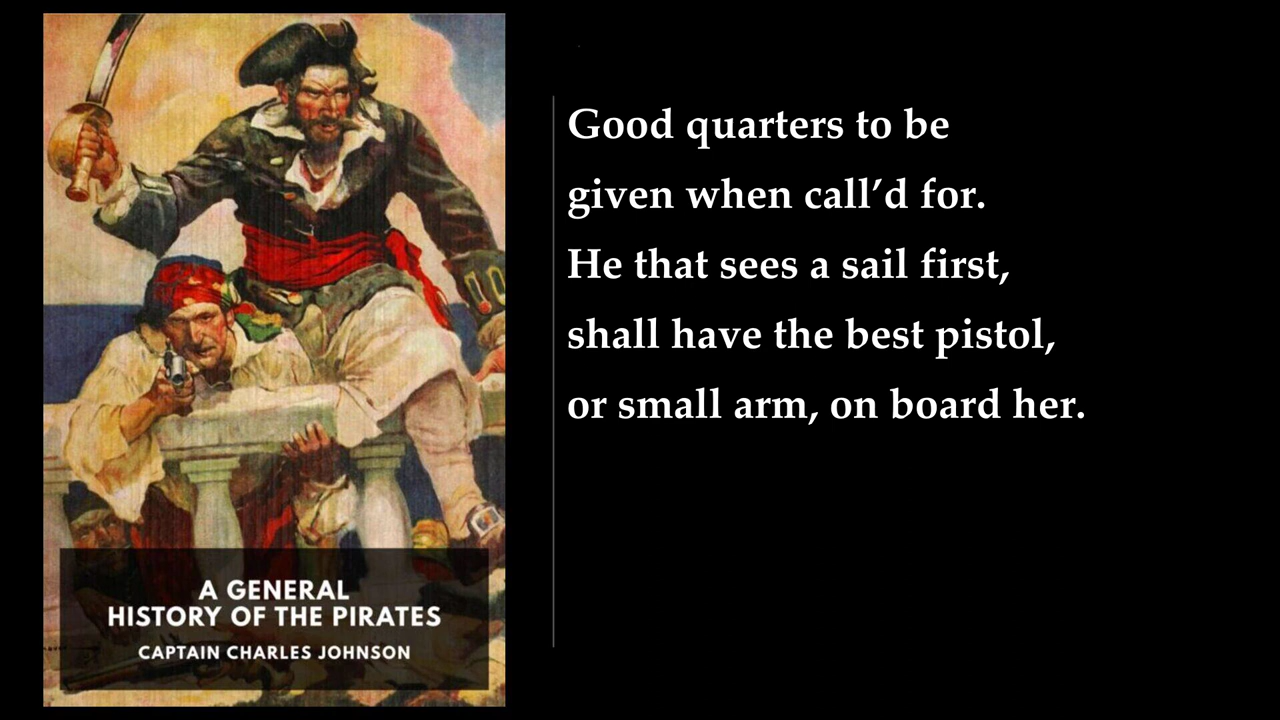 A GENERAL
HISTORY OF THE PIRATES
CAPTAIN CHARLES JOHNSON
Good quarters to be
given when call’d for.
He that sees a sail first,
shall have the best pistol,
or small arm, on board her.